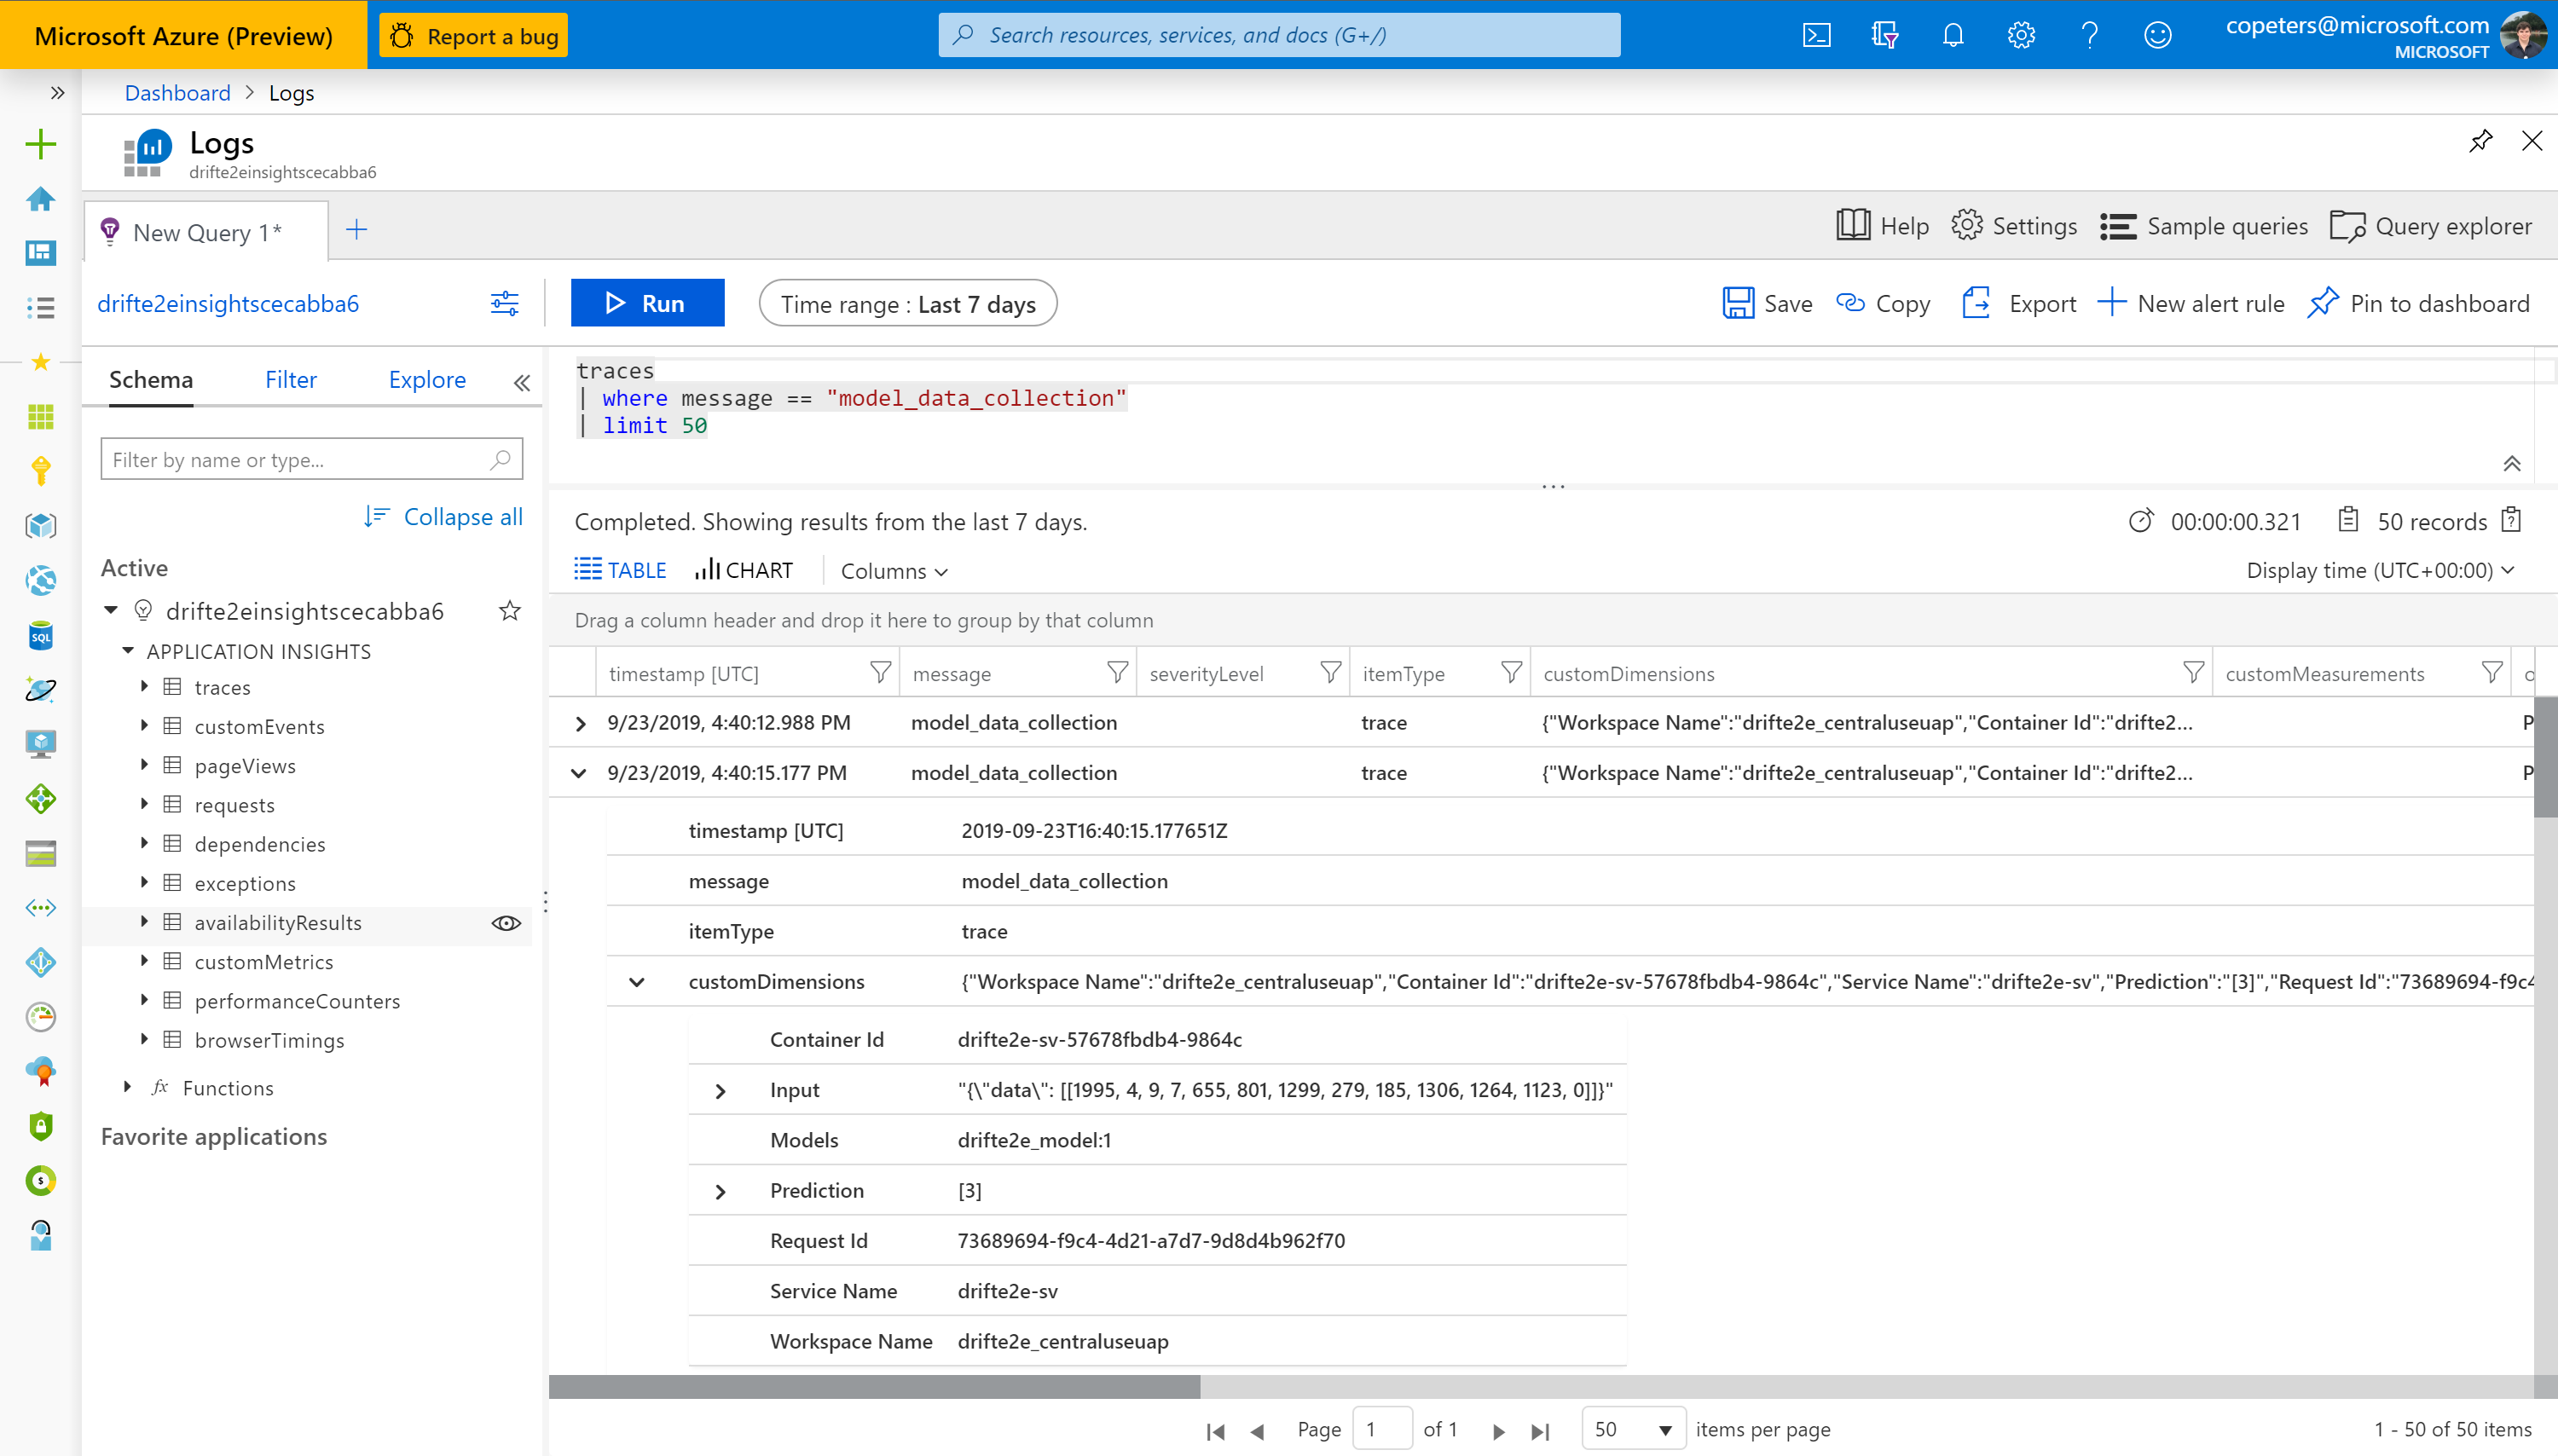 Microsoft Azure (Preview)
Report a bug
Search resources, services, and docs (G+/)
copeters@microsoft.com
MICROSOFT
Dashboard > Logs
Logs
drifte2einsightscecabba6
New Query 1*
Help
Settings
Sample queries
Query explorer
drifte2einsightscecabba6
Run
Time range : Last 7 days
Save
Copy
Export
New alert rule
Pin to dashboard
Schema
Filter
Explore
Filter by name or type...
Collapse all
Active
drifte2einsightscecabba6
APPLICATION INSIGHTS
traces
customEvents
pageViews
requests
dependencies
exceptions
availabilityResults
customMetrics
performanceCounters
browserTimings
fx Functions
Favorite applications
SQL
traces
| where message == "model_data_collection"
| limit 50
Completed. Showing results from the last 7 days.
00:00:00.321
50 records
TABLE
CHART
Columns
Display time (UTC+00:00)
Drag a column header and drop it here to group by that column
timestamp [UTC] message severityLevel itemType customDimensions customMeasurements o
9/23/2019, 4:40:12.988 PM model_data_collection trace {"Workspace Name":"drifte2e_centraluseuap","Container Id":"drifte2... P
9/23/2019, 4:40:15.177 PM model_data_collection trace {"Workspace Name":"drifte2e_centraluseuap","Container Id":"drifte2... P
timestamp [UTC] 2019-09-23T16:40:15.177651Z
message model_data_collection
itemType trace
customDimensions {"Workspace Name":"drifte2e_centraluseuap","Container Id":"drifte2e-sv-57678fbdb4-9864c","Service Name":"drifte2e-sv","Prediction":"[3]","Request Id":"73689694-f9c4
Container Id drifte2e-sv-57678fbdb4-9864c
Input "{\"data\": [[1995, 4, 9, 7, 655, 801, 1299, 279, 185, 1306, 1264, 1123, 0]]}"
Models drifte2e_model:1
Prediction [3]
Request Id 73689694-f9c4-4d21-a7d7-9d8d4b962f70
Service Name drifte2e-sv
Workspace Name drifte2e_centraluseuap
Page 1 of 1
50 items per page
1 - 50 of 50 items